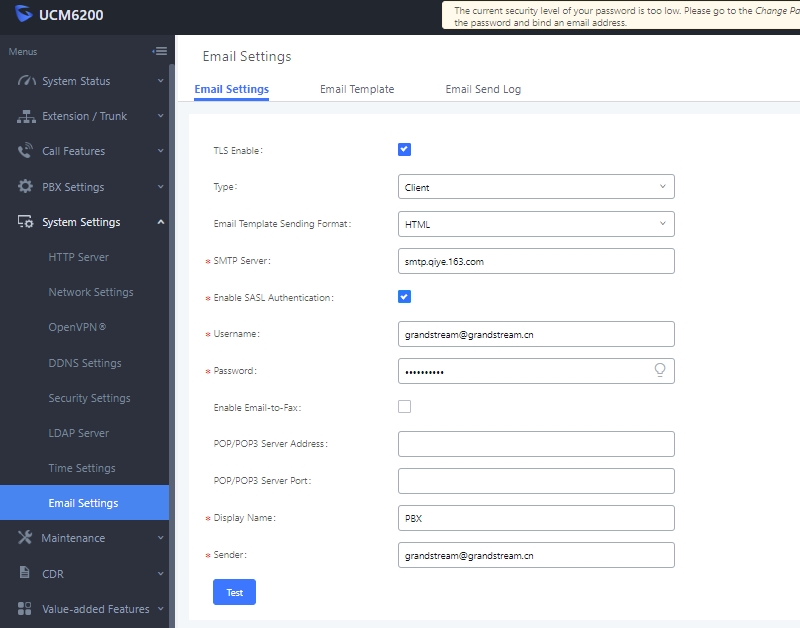 UCM6200
The current security level of your password is too low. Please go to the Change Pa
the password and bind an email address.
Menus
System Status
Extension / Trunk
Call Features
PBX Settings
System Settings
HTTP Server
Network Settings
OpenVPN®
DDNS Settings
Security Settings
LDAP Server
Time Settings
Email Settings
Maintenance
CDR
Value-added Features
Email Settings
Email Settings Email Template Email Send Log
TLS Enable:
Type: Client
Email Template Sending Format: HTML
* SMTP Server: smtp.qiye.163.com
* Enable SASL Authentication:
* Username: grandstream@grandstream.cn
* Password: ••••••••••
Enable Email-to-Fax:
POP/POP3 Server Address:
POP/POP3 Server Port:
* Display Name: PBX
* Sender: grandstream@grandstream.cn
Test